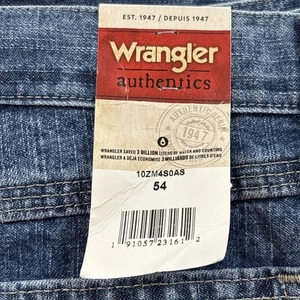 EST. 1947 / DEPUIS 1947
Wrangler
authentics
1947
WRANGLER SAVED 3 BILLION LITERS OF WATER AND COUNTING
WRANGLER A DÉJÀ ÉCONOMISÉ 3 MILLIARDS DE LITRES D'EAU
10ZM4S0AS
54
1 91057 23161 2